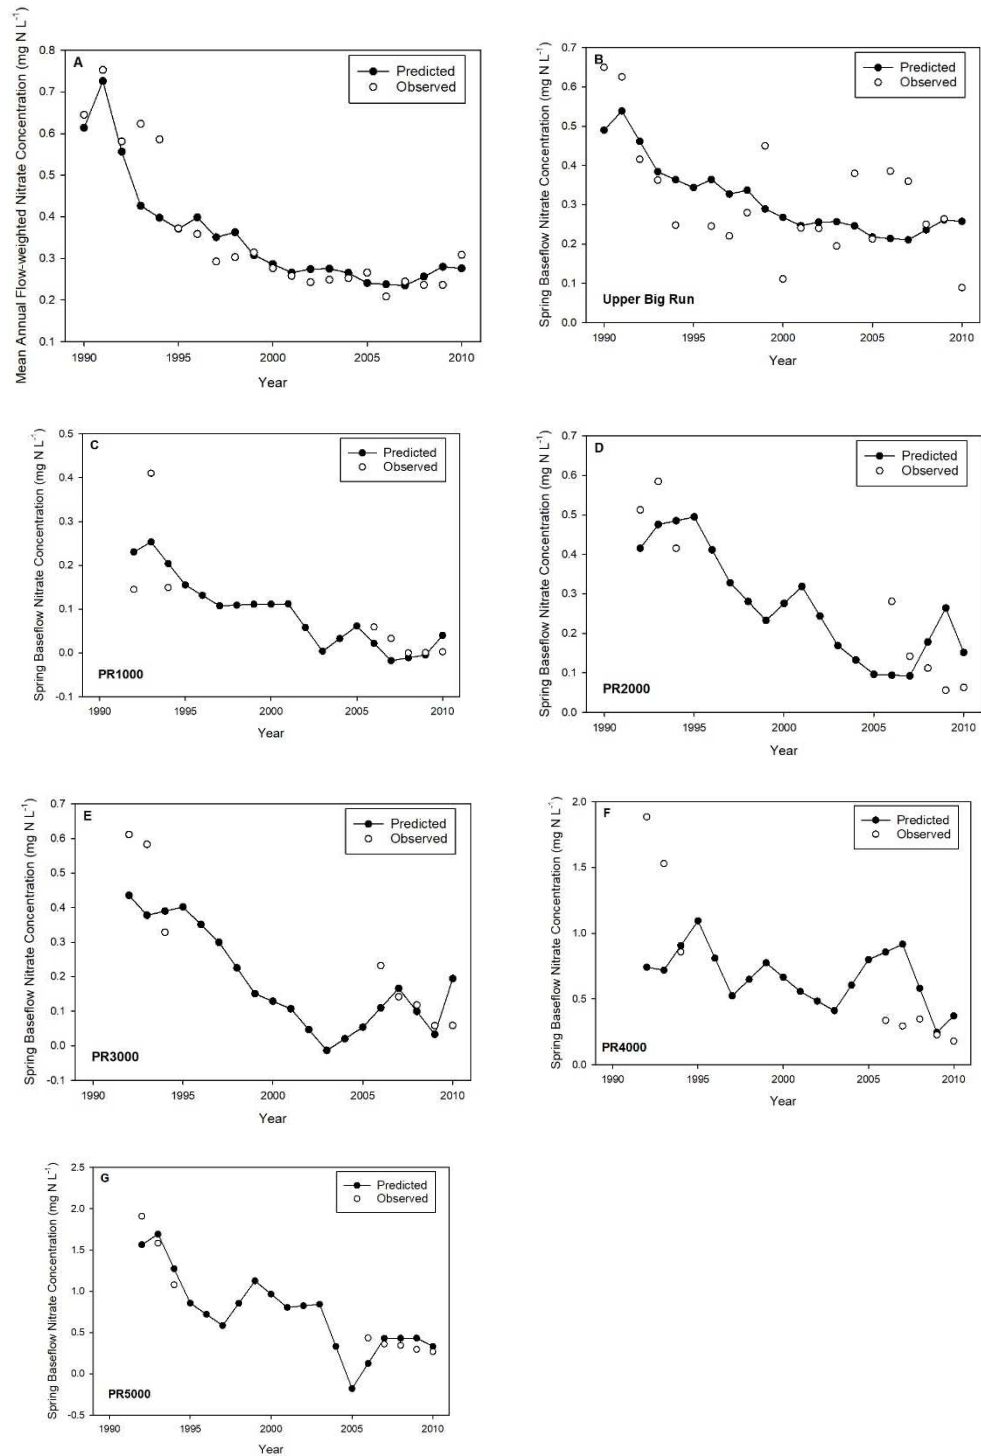 A
Predicted
Observed
Mean Annual Flow-weighted Nitrate Concentration (mg N L⁻¹)
0.8
0.7
0.6
0.5
0.4
0.3
0.2
0.1
1990 1995 2000 2005 2010
Year
B
Predicted
Observed
Spring Baseflow Nitrate Concentration (mg N L⁻¹)
0.7
0.6
0.5
0.4
0.3
0.2
0.1
0.0
Upper Big Run
1990 1995 2000 2005 2010
Year
C
Predicted
Observed
Spring Baseflow Nitrate Concentration (mg N L⁻¹)
0.5
0.4
0.3
0.2
0.1
0.0
-0.1
PR1000
1990 1995 2000 2005 2010
Year
D
Predicted
Observed
Spring Baseflow Nitrate Concentration (mg N L⁻¹)
0.7
0.6
0.5
0.4
0.3
0.2
0.1
0.0
PR2000
1990 1995 2000 2005 2010
Year
E
Predicted
Observed
Spring Baseflow Nitrate Concentration (mg N L⁻¹)
0.7
0.6
0.5
0.4
0.3
0.2
0.1
0.0
-0.1
PR3000
1990 1995 2000 2005 2010
Year
F
Predicted
Observed
Spring Baseflow Nitrate Concentration (mg N L⁻¹)
2.0
1.5
1.0
0.5
0.0
PR4000
1990 1995 2000 2005 2010
Year
G
Predicted
Observed
Spring Baseflow Nitrate Concentration (mg N L⁻¹)
2.5
2.0
1.5
1.0
0.5
0.0
-0.5
PR5000
1990 1995 2000 2005 2010
Year